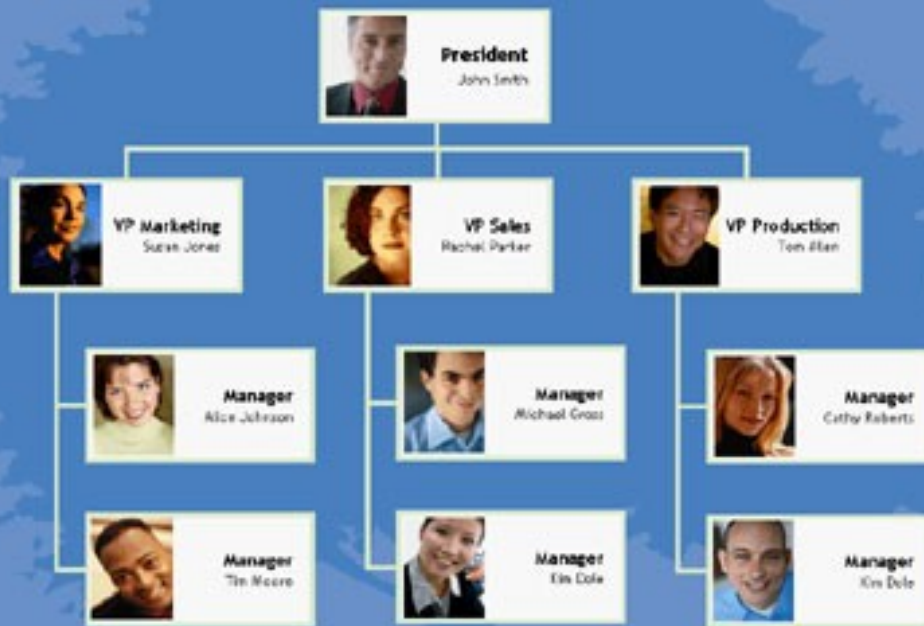 President
John Smith
VP Marketing
Susan Jones
VP Sales
Rachel Parker
VP Production
Tom Allen
Manager
Alice Johnson
Manager
Michael Gross
Manager
Cathy Roberts
Manager
Tim Moore
Manager
Kim Dole
Manager
Kim Dole